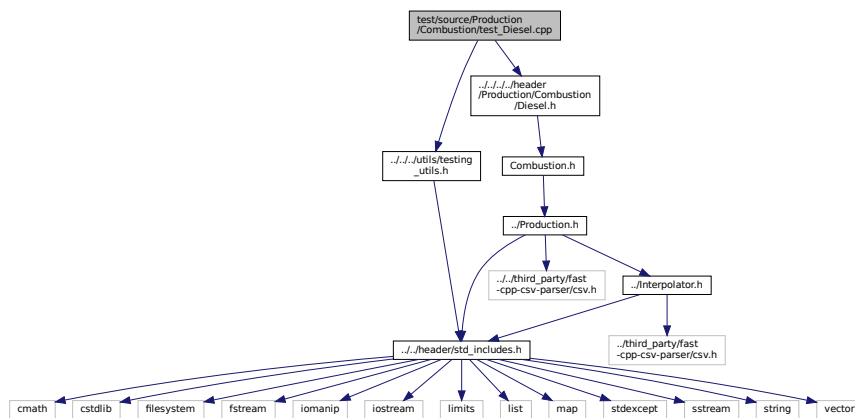 test/source/Production
/Combustion/test_Diesel.cpp
../../../../header
/Production/Combustion
/Diesel.h
../../../utils/testing
_utils.h
Combustion.h
../Production.h
../../third_party/fast
-cpp-csv-parser/csv.h
../Interpolator.h
../third_party/fast
-cpp-csv-parser/csv.h
../../header/std_includes.h
cmath
cstdlib
filesystem
fstream
iomanip
iostream
limits
list
map
stdexcept
sstream
string
vector